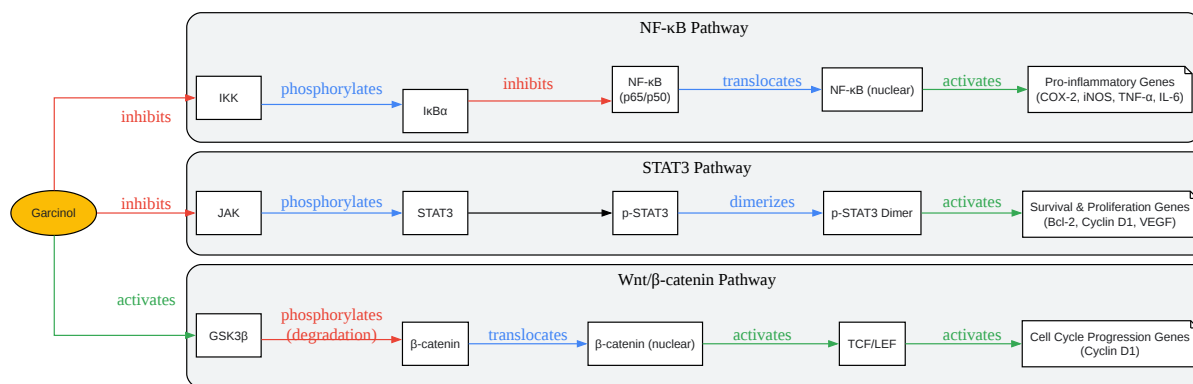 NF-κB Pathway
IKK
phosphorylates
IκBα
inhibits
NF-κB
(p65/p50)
translocates
NF-κB (nuclear)
activates
Pro-inflammatory Genes
(COX-2, iNOS, TNF-α, IL-6)
inhibits
STAT3 Pathway
Garcinol
inhibits
JAK
phosphorylates
STAT3
p-STAT3
dimerizes
p-STAT3 Dimer
activates
Survival & Proliferation Genes
(Bcl-2, Cyclin D1, VEGF)
Wnt/β-catenin Pathway
activates
GSK3β
phosphorylates
(degradation)
β-catenin
translocates
β-catenin (nuclear)
activates
TCF/LEF
activates
Cell Cycle Progression Genes
(Cyclin D1)